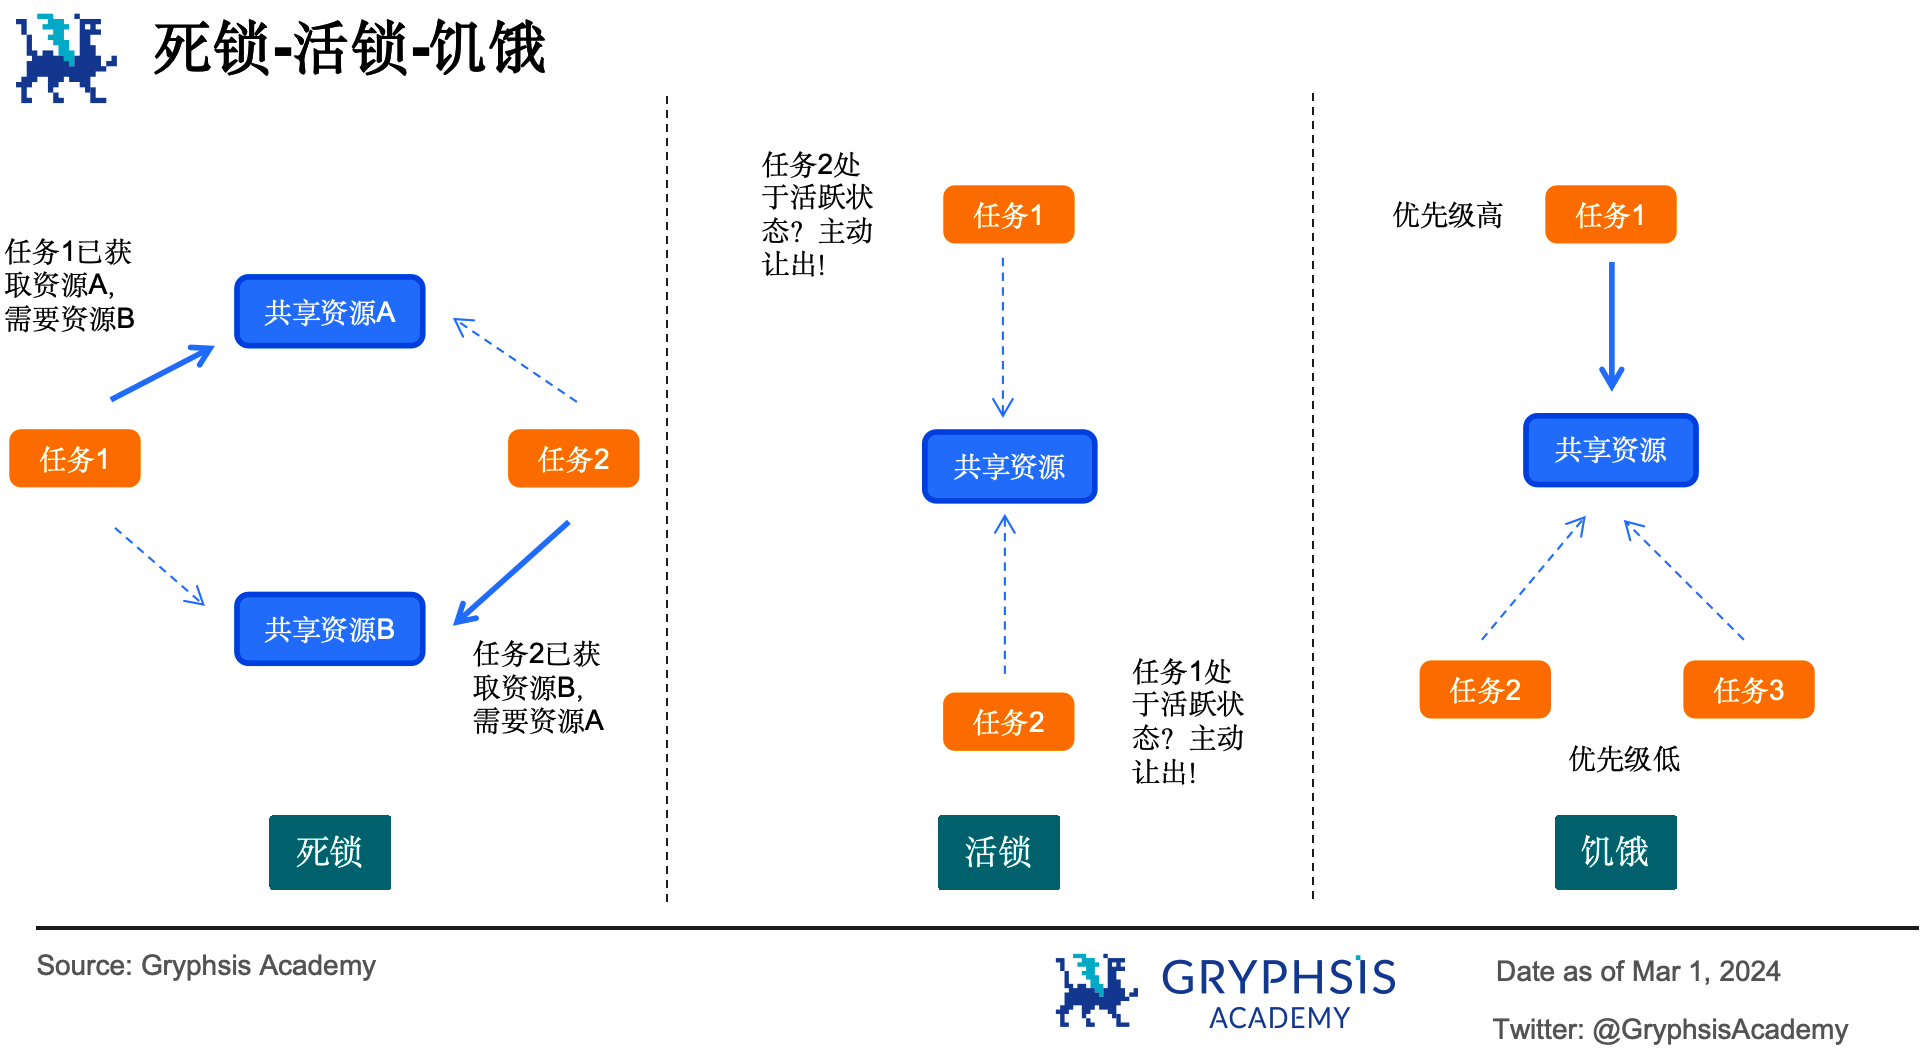 死锁-活锁-饥饿
任务1已获
取资源A,
需要资源B
共享资源A
任务1
任务2
共享资源B
任务2已获
取资源B,
需要资源A
死锁
任务2处
于活跃状
态？主动
让出!
任务1
共享资源
任务2
任务1处
于活跃状
态？主动
让出!
活锁
优先级高
任务1
共享资源
任务2
任务3
优先级低
饥饿
Source: Gryphsis Academy
GRYPHSIS
ACADEMY
Date as of Mar 1, 2024
Twitter: @GryphsisAcademy